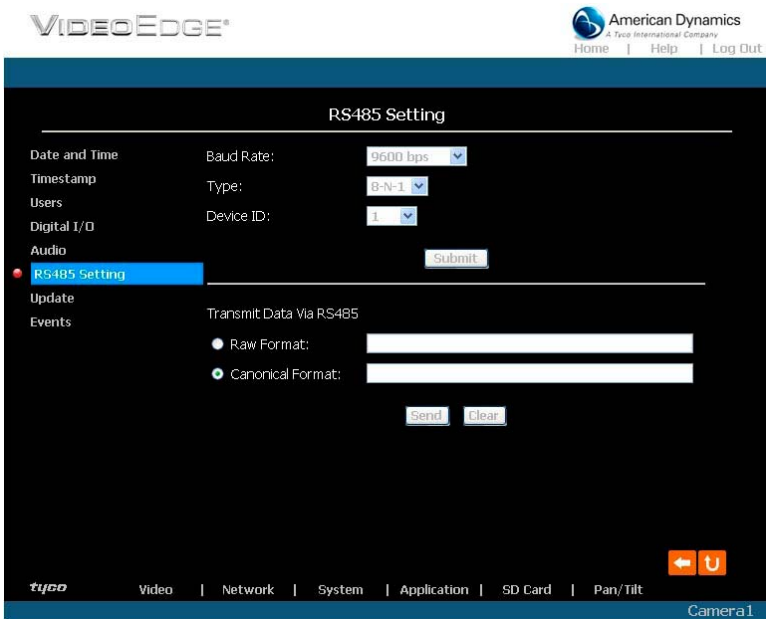 VIDEOEDGE®
American Dynamics
A Tyco International Company
Home | Help | Log Out
RS485 Setting
Date and Time
Timestamp
Users
Digital I/O
Audio
RS485 Setting
Update
Events
Baud Rate: 9600 bps
Type: 8-N-1
Device ID: 1
Submit
Transmit Data Via RS485
Raw Format:
Canonical Format:
Send Clear
tyco Video | Network | System | Application | SD Card | Pan/Tilt
Camera1